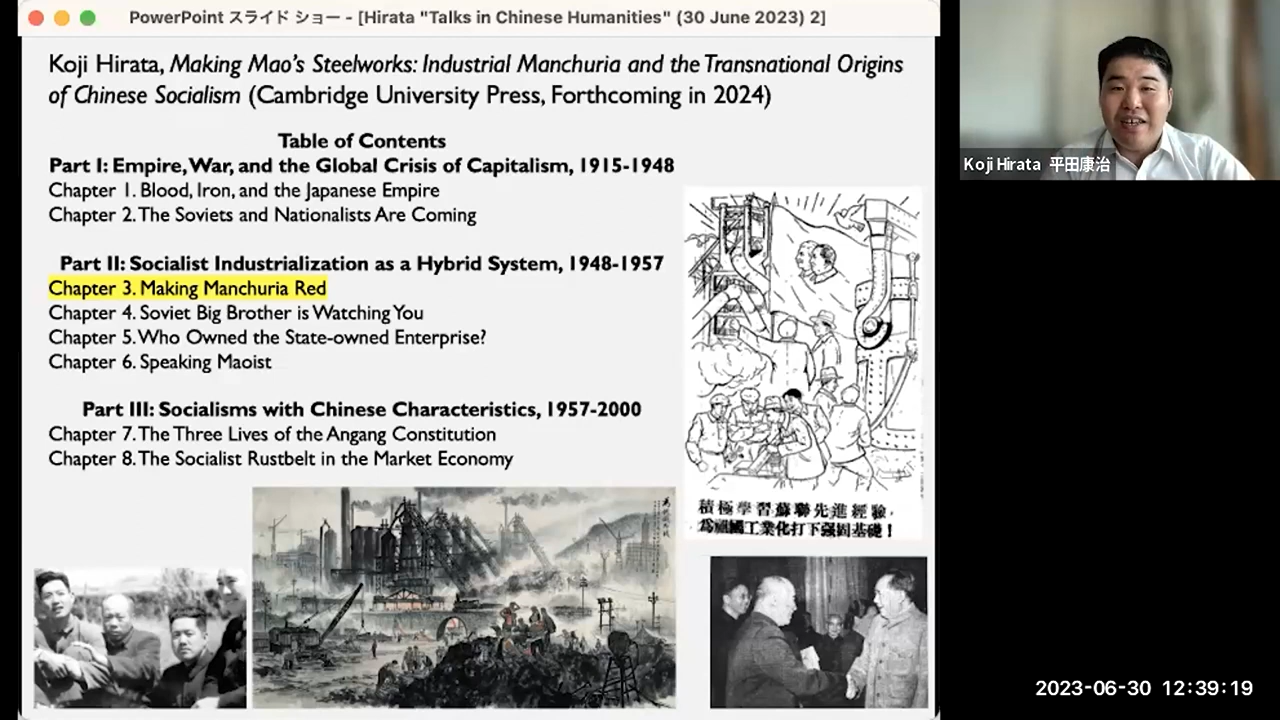 PowerPoint スライド ショー - [Hirata "Talks in Chinese Humanities" (30 June 2023) 2]
Koji Hirata, Making Mao's Steelworks: Industrial Manchuria and the Transnational Origins
of Chinese Socialism (Cambridge University Press, Forthcoming in 2024)
Table of Contents
Part I: Empire, War, and the Global Crisis of Capitalism, 1915-1948
Chapter 1. Blood, Iron, and the Japanese Empire
Chapter 2. The Soviets and Nationalists Are Coming
Part II: Socialist Industrialization as a Hybrid System, 1948-1957
Chapter 3. Making Manchuria Red
Chapter 4. Soviet Big Brother is Watching You
Chapter 5. Who Owned the State-owned Enterprise?
Chapter 6. Speaking Maoist
Part III: Socialisms with Chinese Characteristics, 1957-2000
Chapter 7. The Three Lives of the Angang Constitution
Chapter 8. The Socialist Rustbelt in the Market Economy
積極學習蘇聯先進經驗，
為祖國工業化打下強固基礎！
Koji Hirata 平田康治
2023-06-30 12:39:19